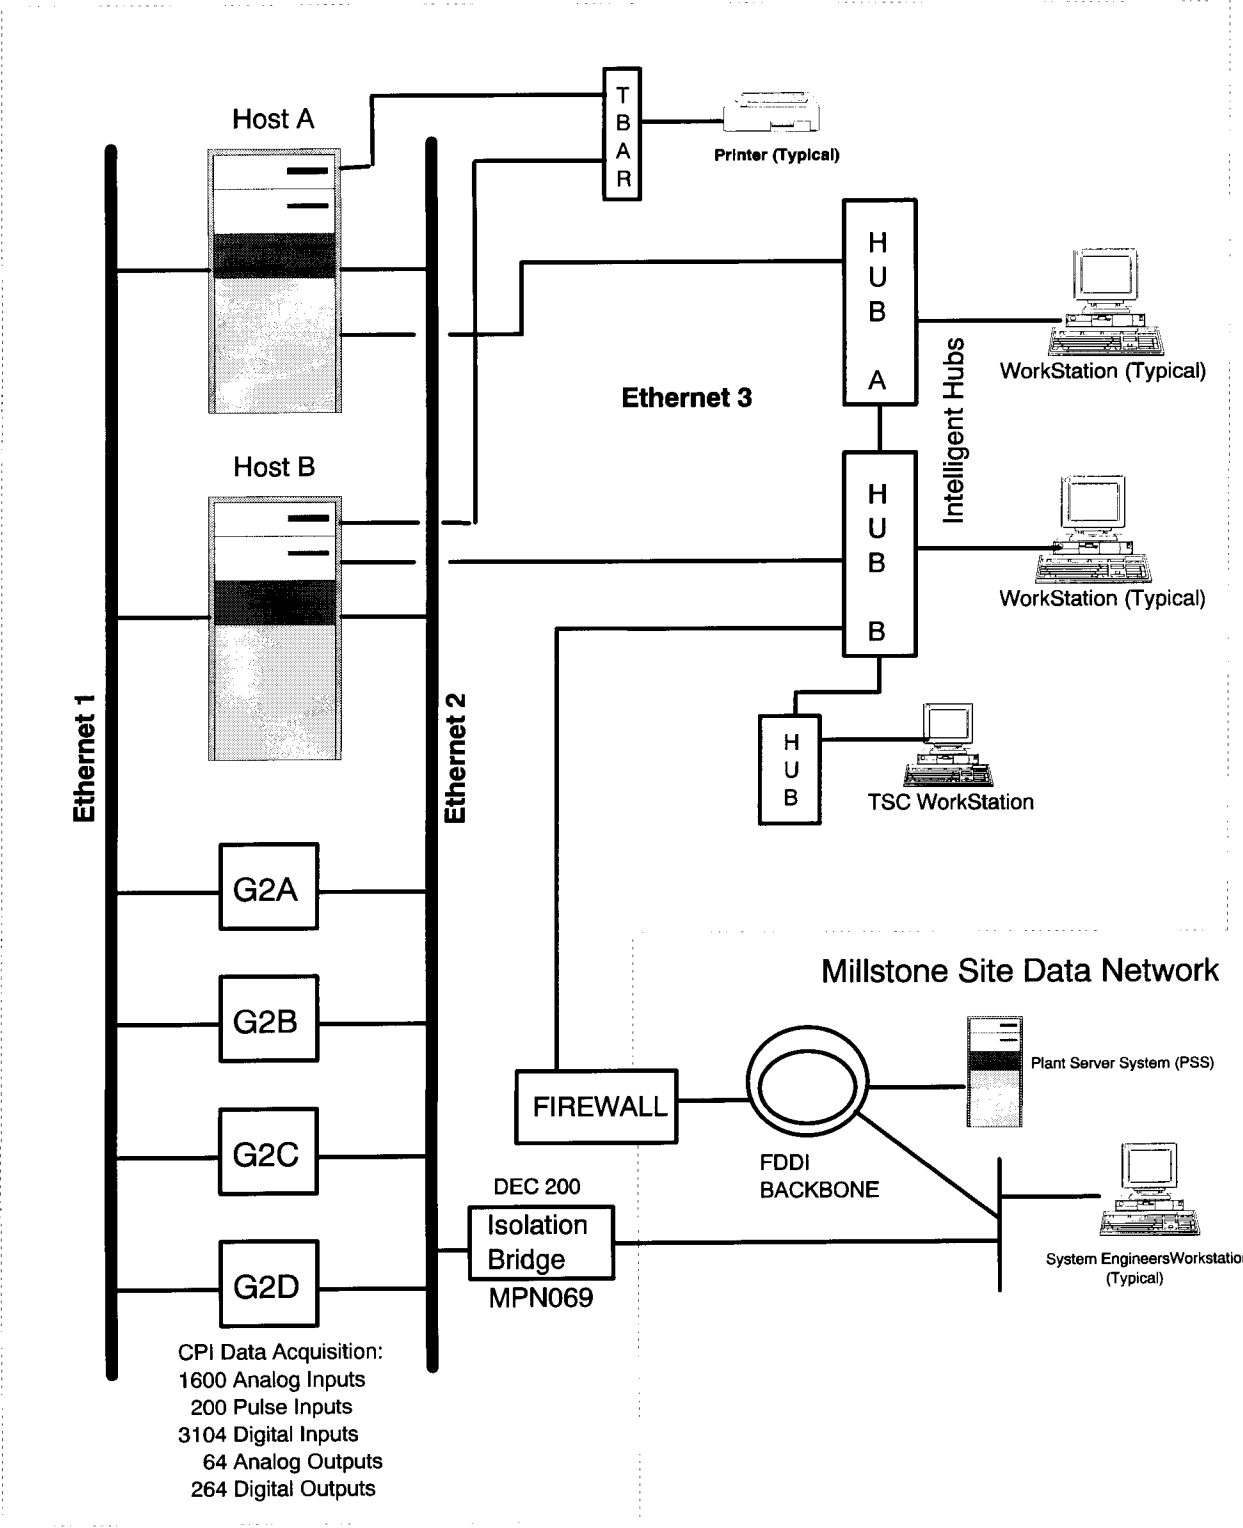 Host A
T
B
A
R
Printer (Typical)
H
U
B
A
Intelligent Hubs
WorkStation (Typical)
Ethernet 3
Host B
H
U
B
B
WorkStation (Typical)
Ethernet 1
Ethernet 2
H
U
B
TSC WorkStation
G2A
G2B
G2C
G2D
Millstone Site Data Network
Plant Server System (PSS)
FIREWALL
FDDI
BACKBONE
DEC 200
Isolation
Bridge
MPN069
System EngineersWorkstation
(Typical)
CPI Data Acquisition:
1600 Analog Inputs
200 Pulse Inputs
3104 Digital Inputs
64 Analog Outputs
264 Digital Outputs